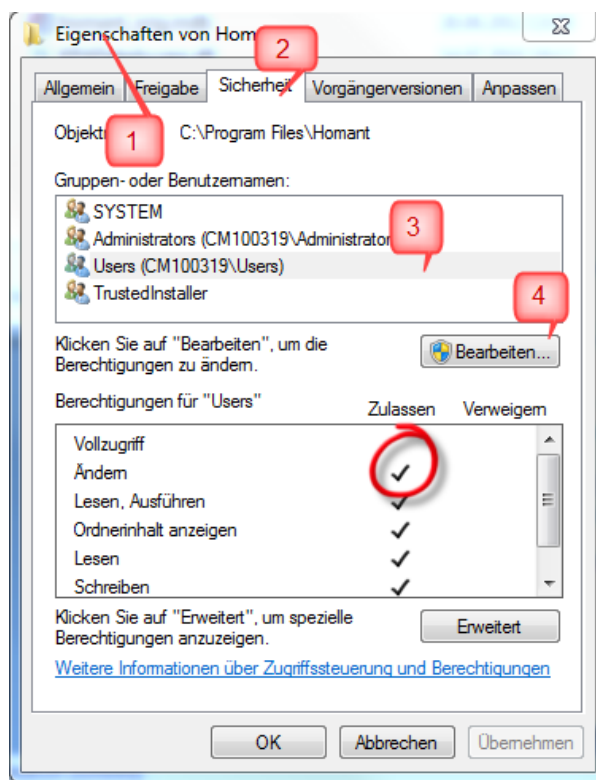 Eigenschaften von Hom
2
Allgemein Freigabe Sicherheit Vorgängerversionen Anpassen
1
C:\Program Files\Homant
Gruppen- oder Benutzernamen:
SYSTEM
Administrators (CM100319\Administrator
3
Users (CM100319\Users)
TrustedInstaller
4
Klicken Sie auf "Bearbeiten", um die
Berechtigungen zu ändern.
Bearbeiten...
Berechtigungen für "Users"
Zulassen Verweigern
Vollzugriff
Ändern
Lesen, Ausführen
Ordnerinhalt anzeigen
Lesen
Schreiben
Klicken Sie auf "Erweitert", um spezielle
Berechtigungen anzuzeigen.
Erweitert
Weitere Informationen über Zugriffssteuerung und Berechtigungen
OK Abbrechen Übernehmen